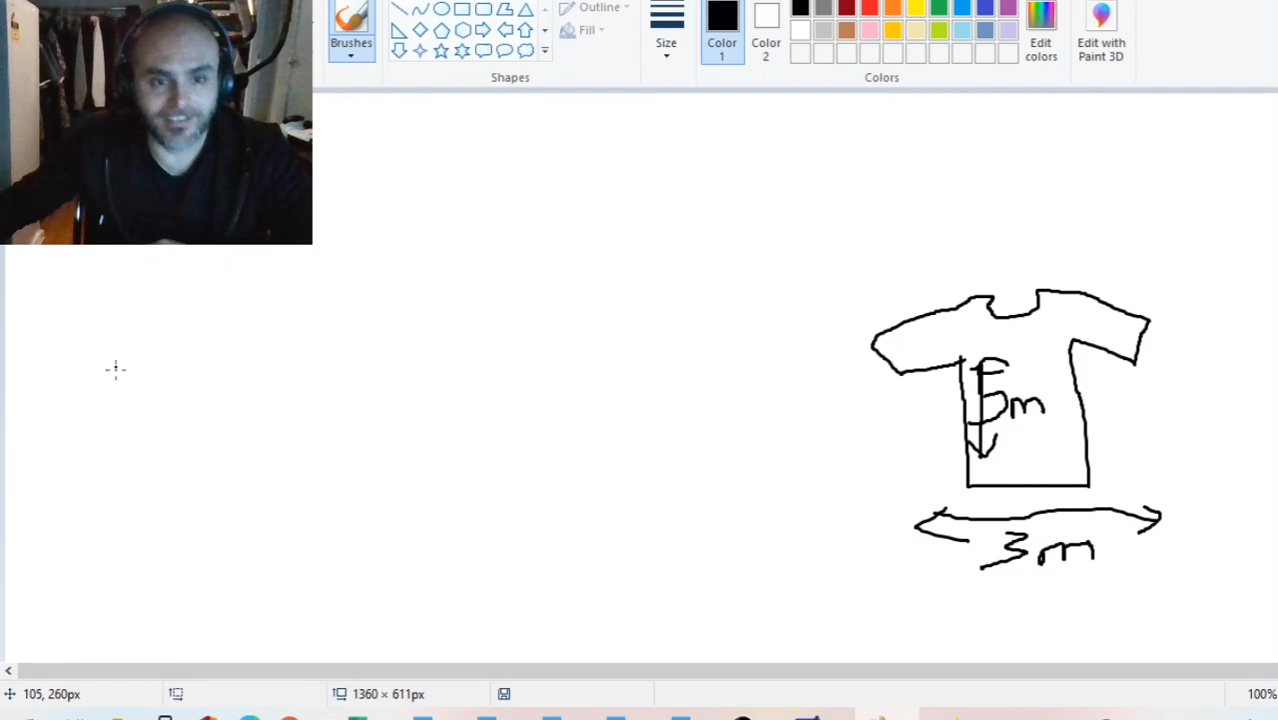 Outline
Fill
Brushes
Size
Color
1
Color
2
Edit
colors
Edit with
Paint 3D
Shapes
Colors
5m
3m
105, 260px
1360 × 611px
100%